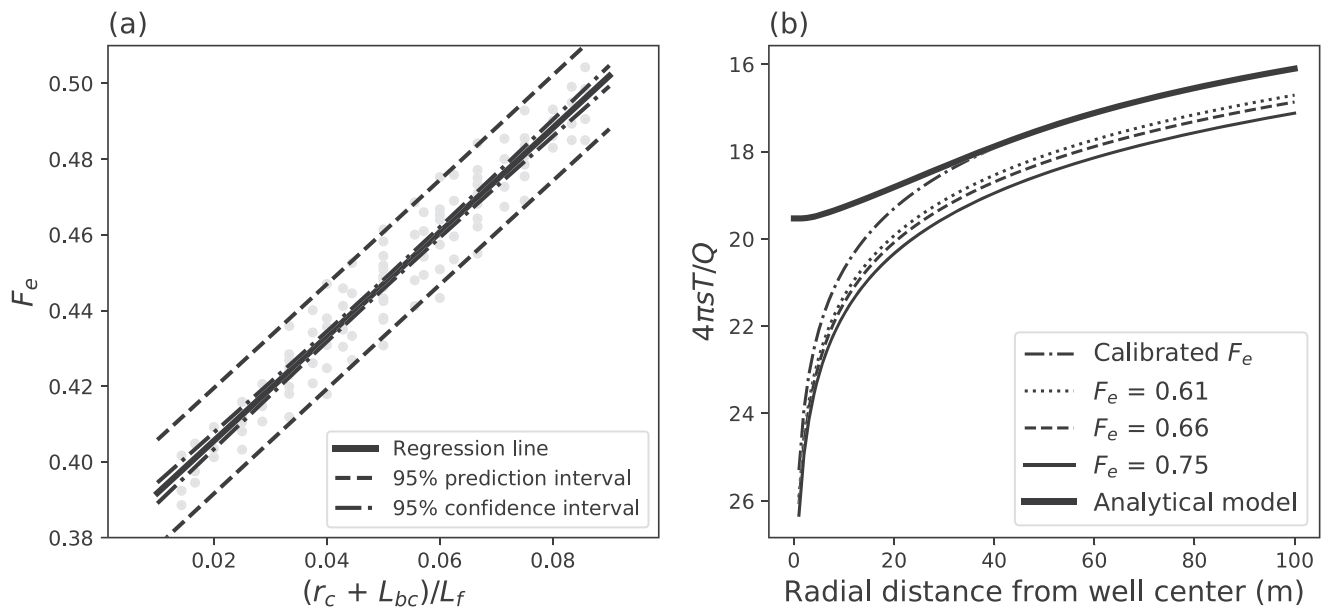 (a)
0.50
0.48
0.46
0.44
0.42
0.40
0.38
F_e
0.02 0.04 0.06 0.08
(r_c + L_bc)/L_f
Regression line
95% prediction interval
95% confidence interval
(b)
16
18
20
22
24
26
4πsT/Q
0 20 40 60 80 100
Radial distance from well center (m)
Calibrated F_e
F_e = 0.61
F_e = 0.66
F_e = 0.75
Analytical model